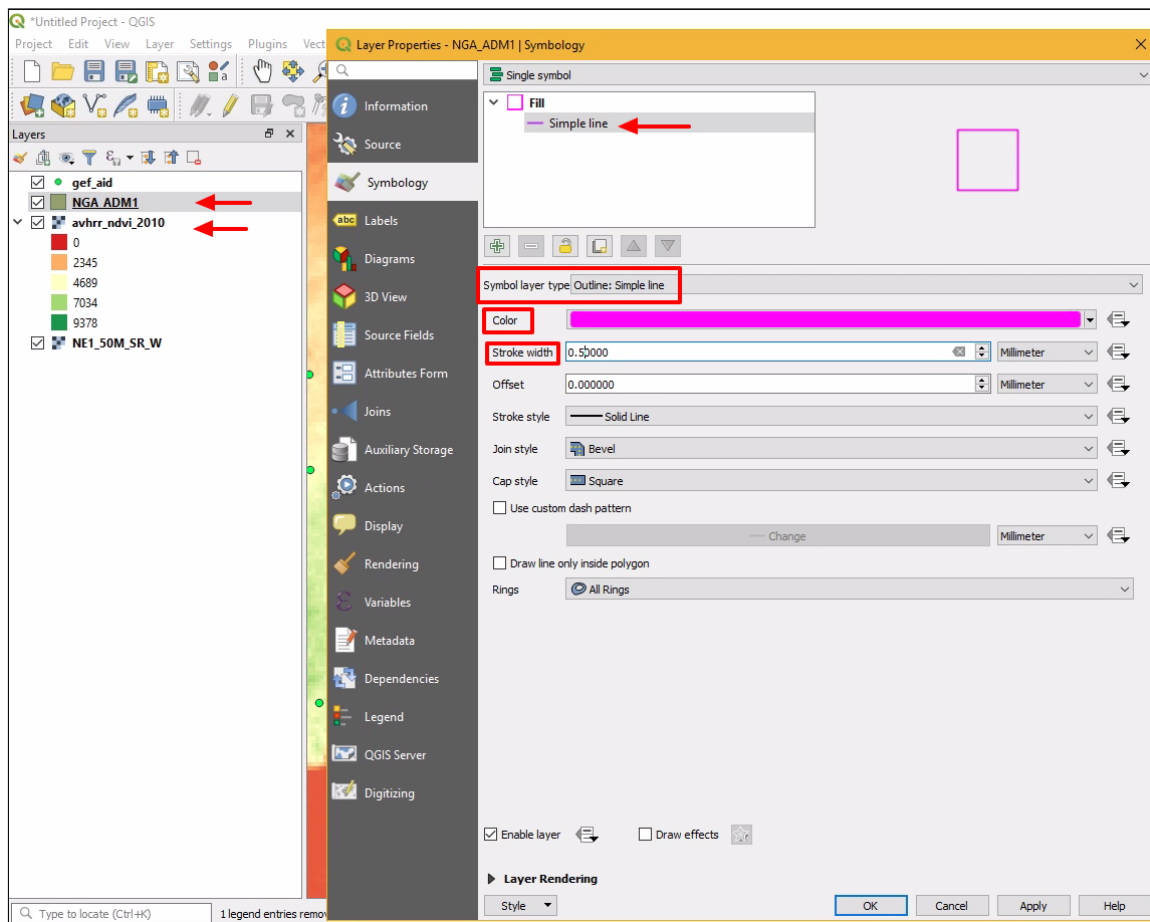 *Untitled Project - QGIS
Project Edit View Layer Settings Plugins Vect
Layers
gef_aid
NGA_ADM1
avhrr_ndvi_2010
0
2345
4689
7034
9378
NE1_50M_SR_W
Type to locate (Ctrl+K)
1 legend entries remov
Layer Properties - NGA_ADM1 | Symbology
Information
Source
Symbology
abc Labels
Diagrams
3D View
Source Fields
Attributes Form
Joins
Auxiliary Storage
Actions
Display
Rendering
Variables
Metadata
Dependencies
Legend
QGIS Server
Digitizing
Single symbol
Fill
Simple line
Symbol layer type Outline: Simple line
Color
Stroke width 0.50000 Millimeter
Offset 0.000000 Millimeter
Stroke style Solid Line
Join style Bevel
Cap style Square
Use custom dash pattern
Change Millimeter
Draw line only inside polygon
Rings All Rings
Enable layer Draw effects
Layer Rendering
Style OK Cancel Apply Help